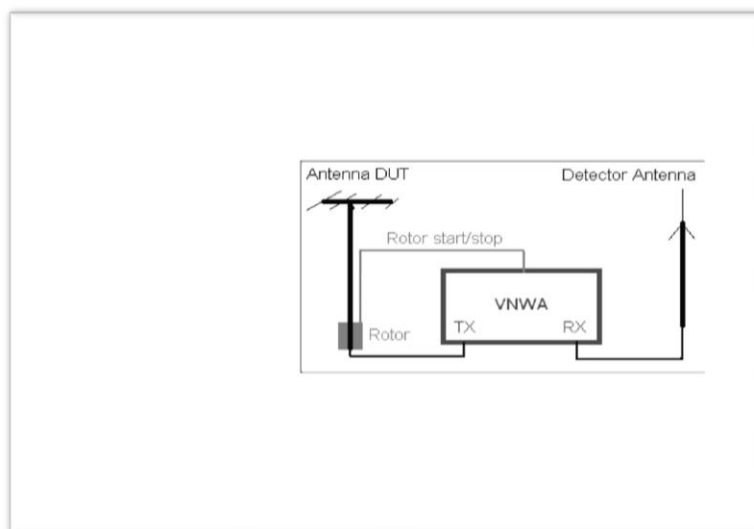 Antenna DUT
Detector Antenna
Rotor start/stop
VNWA
TX
RX
Rotor